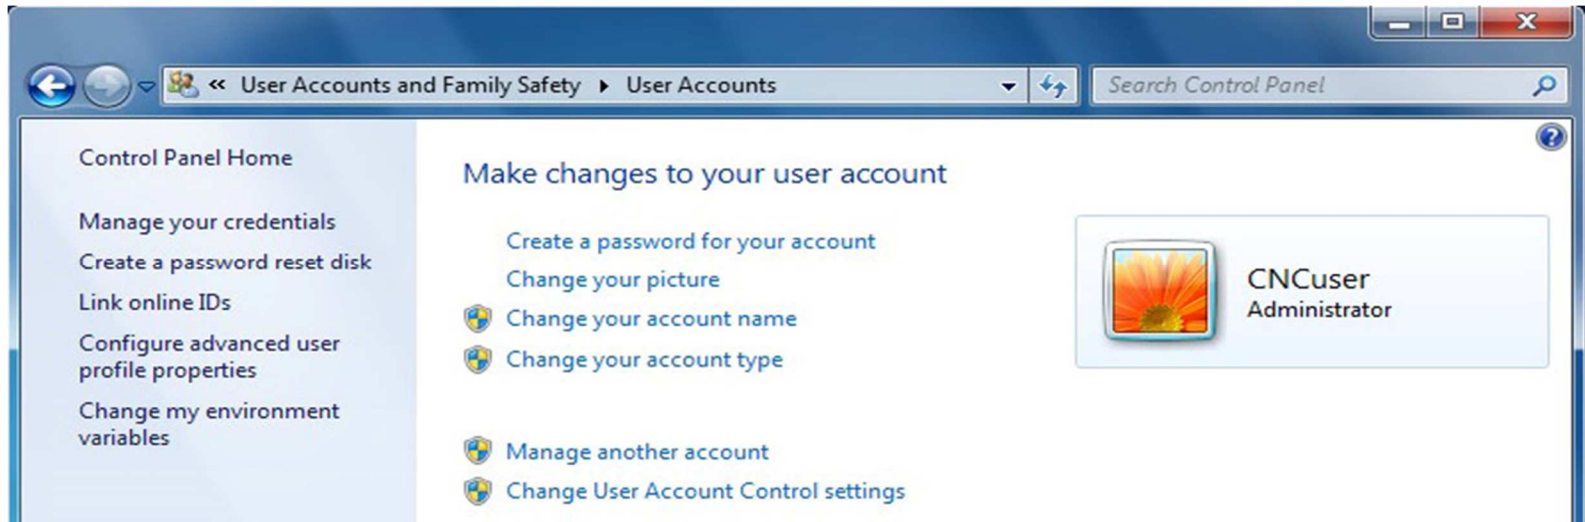 « User Accounts and Family Safety ▸ User Accounts
Search Control Panel
Control Panel Home
Manage your credentials
Create a password reset disk
Link online IDs
Configure advanced user
profile properties
Change my environment
variables
Make changes to your user account
Create a password for your account
Change your picture
Change your account name
Change your account type
Manage another account
Change User Account Control settings
CNCuser
Administrator